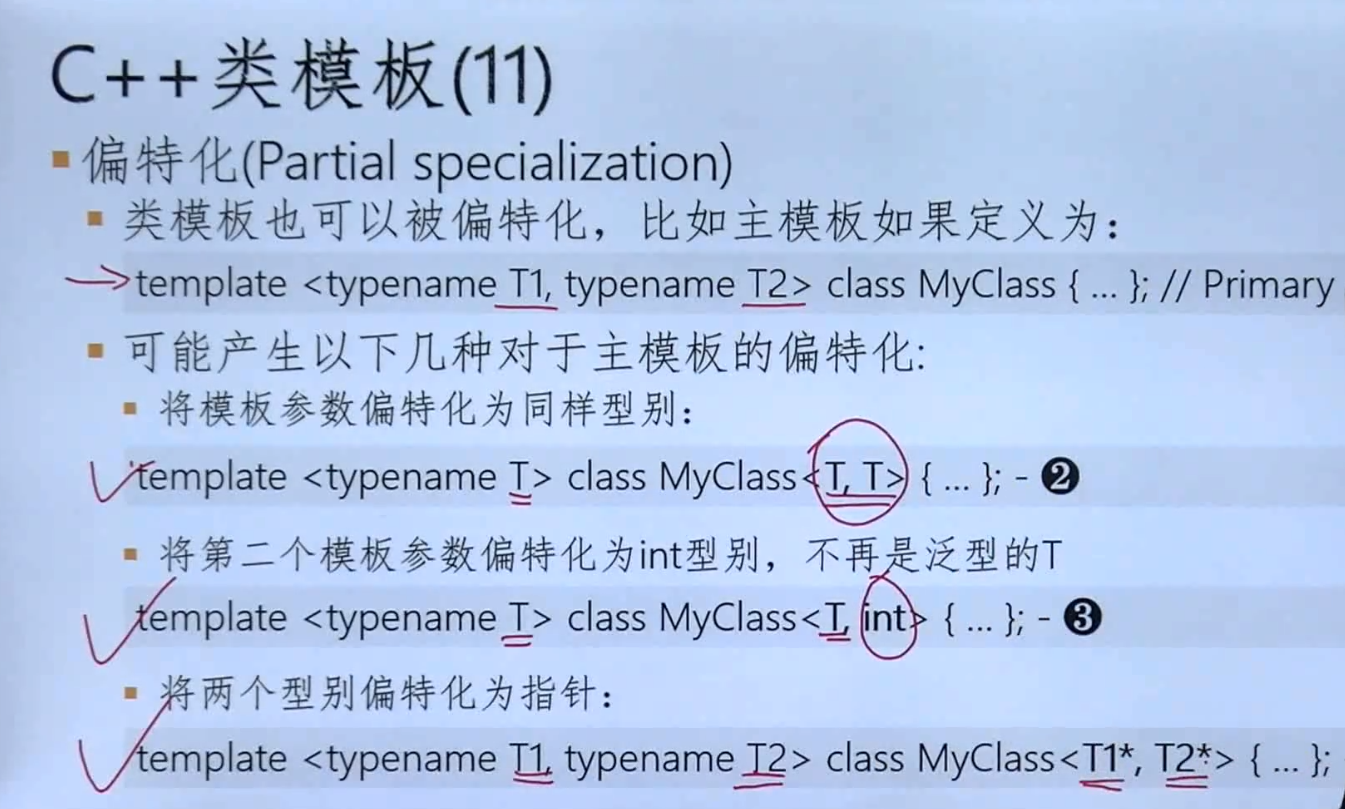 C++类模板(11)
偏特化(Partial specialization)
类模板也可以被偏特化，比如主模板如果定义为：
template <typename T1, typename T2> class MyClass { … }; // Primary
可能产生以下几种对于主模板的偏特化:
将模板参数偏特化为同样型别：
template <typename T> class MyClass<T, T> { … }; - ❷
将第二个模板参数偏特化为int型别，不再是泛型的T
template <typename T> class MyClass<T, int> { … }; - ❸
将两个型别偏特化为指针：
template <typename T1, typename T2> class MyClass<T1*, T2*> { … };